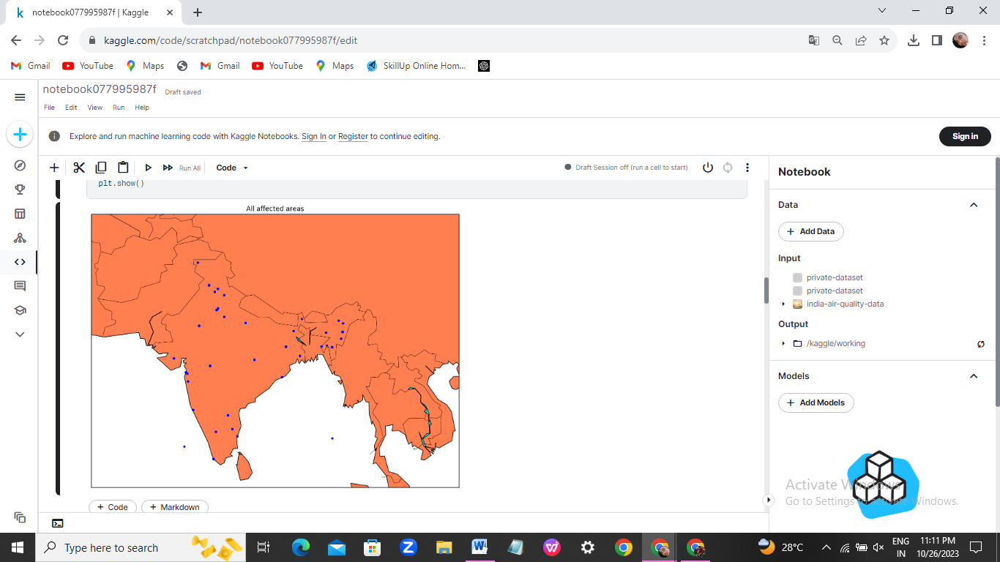 notebook077995987f | Kaggle
kaggle.com/code/scratchpad/notebook077995987f/edit
Gmail YouTube Maps Gmail YouTube Maps SkillUp Online Hom...
notebook077995987f Draft saved
File Edit View Run Help
Explore and run machine learning code with Kaggle Notebooks. Sign In or Register to continue editing.
Sign in
Run All Code Draft Session off (run a cell to start)
plt.show()
All affected areas
+ Code + Markdown
Notebook
Data
+ Add Data
Input
private-dataset
private-dataset
india-air-quality-data
Output
/kaggle/working
Models
+ Add Models
Activate Windows
Go to Settings to activate Windows.
Type here to search
28°C
ENG
IN
11:11 PM
10/26/2023